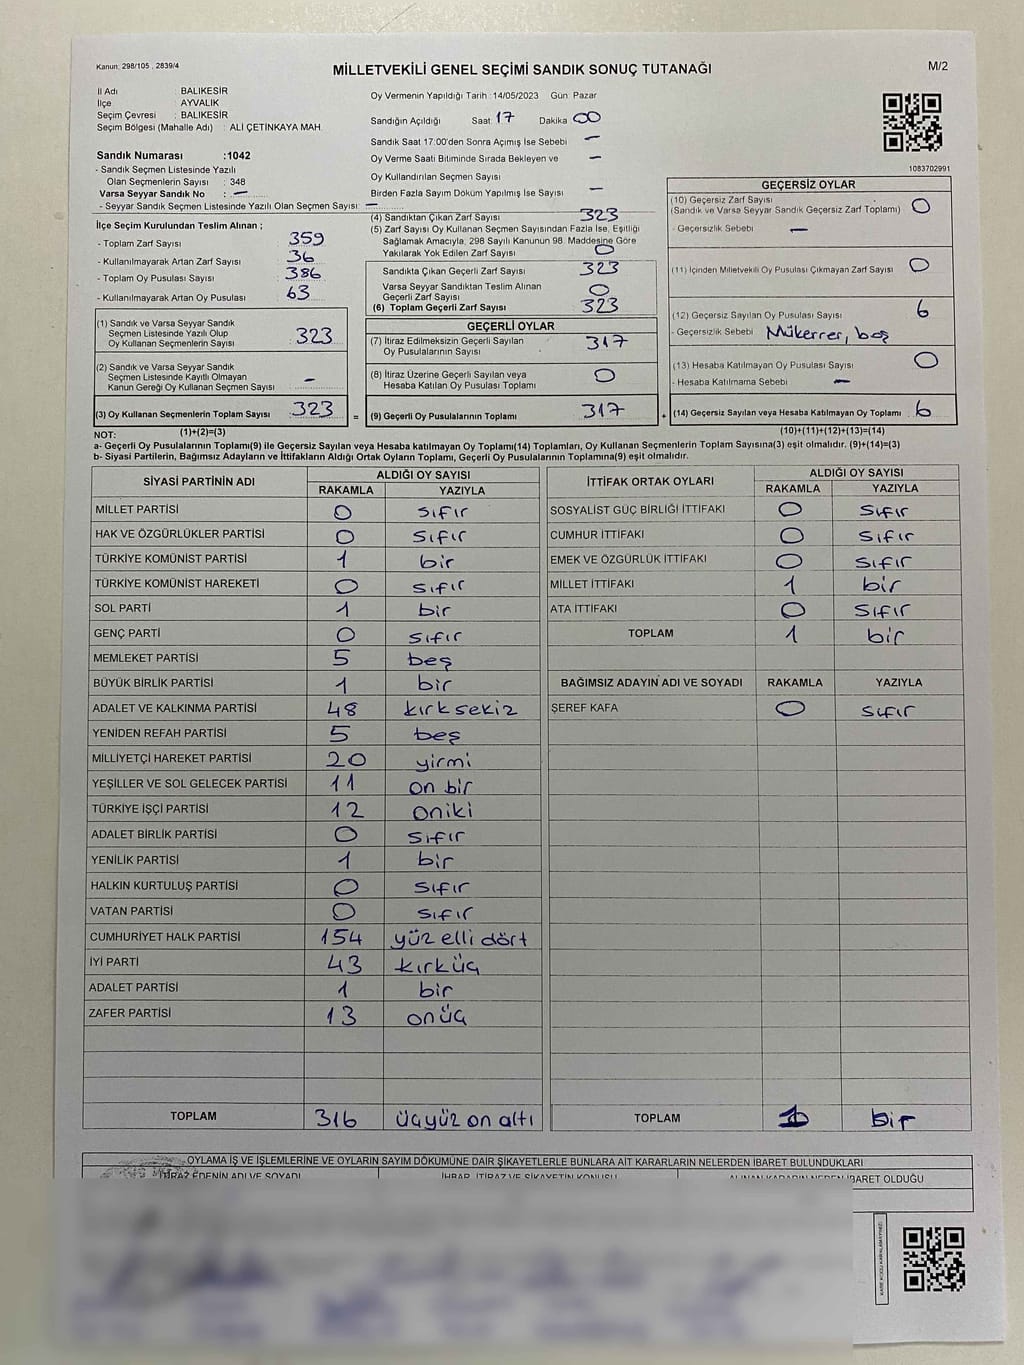 Kanun: 298/105 , 2839/4
MİLLETVEKİLİ GENEL SEÇİMİ SANDIK SONUÇ TUTANAĞI
M/2
İl Adı : BALIKESİR
İlçe : AYVALIK
Seçim Çevresi : BALIKESİR
Seçim Bölgesi (Mahalle Adı) : ALİ ÇETİNKAYA MAH.
Sandık Numarası :1042
- Sandık Seçmen Listesinde Yazılı
Olan Seçmenlerin Sayısı : 348
Varsa Seyyar Sandık No : —
- Seyyar Sandık Seçmen Listesinde Yazılı Olan Seçmen Sayısı: —
Oy Vermenin Yapıldığı Tarih :14/05/2023 Gün: Pazar
Sandığın Açıldığı Saat: 17 Dakika 00
Sandık Saat 17:00'den Sonra Açımış İse Sebebi —
Oy Verme Saati Bitiminde Sırada Bekleyen ve —
Oy Kullandırılan Seçmen Sayısı
Birden Fazla Sayım Döküm Yapılmış İse Sayısı —
1083702991
İlçe Seçim Kurulundan Teslim Alınan ;
- Toplam Zarf Sayısı 359
- Kullanılmayarak Artan Zarf Sayısı 36
- Toplam Oy Pusulası Sayısı 386
- Kullanılmayarak Artan Oy Pusulası 63
(1) Sandık ve Varsa Seyyar Sandık
Seçmen Listesinde Yazılı Olup
Oy Kullanan Seçmenlerin Sayısı 323
(2) Sandık ve Varsa Seyyar Sandık
Seçmen Listesinde Kayıtlı Olmayan
Kanun Gereği Oy Kullanan Seçmen Sayısı —
(3) Oy Kullanan Seçmenlerin Toplam Sayısı 323 =
(1)+(2)=(3)
(4) Sandıktan Çıkan Zarf Sayısı 323
(5) Zarf Sayısı Oy Kullanan Seçmen Sayısından Fazla İse, Eşitliği
Sağlamak Amacıyla, 298 Sayılı Kanunun 98. Maddesine Göre
Yakılarak Yok Edilen Zarf Sayısı 0
Sandıkta Çıkan Geçerli Zarf Sayısı 323
Varsa Seyyar Sandıktan Teslim Alınan
Geçerli Zarf Sayısı 0
(6) Toplam Geçerli Zarf Sayısı 323
GEÇERLİ OYLAR
(7) İtiraz Edilmeksizin Geçerli Sayılan
Oy Pusulalarının Sayısı 317
(8) İtiraz Üzerine Geçerli Sayılan veya
Hesaba Katılan Oy Pusulası Toplamı 0
(9) Geçerli Oy Pusulalarının Toplamı 317 +
GEÇERSİZ OYLAR
(10) Geçersiz Zarf Sayısı
(Sandık ve Varsa Seyyar Sandık Geçersiz Zarf Toplamı) 0
- Geçersizlik Sebebi —
(11) İçinden Milletvekili Oy Pusulası Çıkmayan Zarf Sayısı 0
(12) Geçersiz Sayılan Oy Pusulası Sayısı 6
- Geçersizlik Sebebi Mükerrer, boş
(13) Hesaba Katılmayan Oy Pusulası Sayısı 0
- Hesaba Katılmama Sebebi —
(14) Geçersiz Sayılan veya Hesaba Katılmayan Oy Toplamı 6
(10)+(11)+(12)+(13)=(14)
NOT:
a- Geçerli Oy Pusulalarının Toplamı(9) ile Geçersiz Sayılan veya Hesaba katılmayan Oy Toplamı(14) Toplamları, Oy Kullanan Seçmenlerin Toplam Sayısına(3) eşit olmalıdır. (9)+(14)=(3)
b- Siyasi Partilerin, Bağımsız Adayların ve İttifakların Aldığı Ortak Oyların Toplamı, Geçerli Oy Pusulalarının Toplamına(9) eşit olmalıdır.
SİYASİ PARTİNİN ADI ALDIĞI OY SAYISI
RAKAMLA YAZIYLA
MİLLET PARTİSİ 0 sıfır
HAK VE ÖZGÜRLÜKLER PARTİSİ 0 sıfır
TÜRKİYE KOMÜNİST PARTİSİ 1 bir
TÜRKİYE KOMÜNİST HAREKETİ 0 sıfır
SOL PARTİ 1 bir
GENÇ PARTİ 0 sıfır
MEMLEKET PARTİSİ 5 beş
BÜYÜK BİRLİK PARTİSİ 1 bir
ADALET VE KALKINMA PARTİSİ 48 kırk sekiz
YENİDEN REFAH PARTİSİ 5 beş
MİLLİYETÇİ HAREKET PARTİSİ 20 yirmi
YEŞİLLER VE SOL GELECEK PARTİSİ 11 on bir
TÜRKİYE İŞÇİ PARTİSİ 12 oniki
ADALET BİRLİK PARTİSİ 0 sıfır
YENİLİK PARTİSİ 1 bir
HALKIN KURTULUŞ PARTİSİ 0 sıfır
VATAN PARTİSİ 0 sıfır
CUMHURİYET HALK PARTİSİ 154 yüz elli dört
İYİ PARTİ 43 kırküç
ADALET PARTİSİ 1 bir
ZAFER PARTİSİ 13 onüç
TOPLAM 316 üçyüz on altı
İTTİFAK ORTAK OYLARI ALDIĞI OY SAYISI
RAKAMLA YAZIYLA
SOSYALİST GÜÇ BİRLİĞİ İTTİFAKI 0 sıfır
CUMHUR İTTİFAKI 0 sıfır
EMEK VE ÖZGÜRLÜK İTTİFAKI 0 sıfır
MİLLET İTTİFAKI 1 bir
ATA İTTİFAKI 0 sıfır
TOPLAM 1 bir
BAĞIMSIZ ADAYIN ADI VE SOYADI RAKAMLA YAZIYLA
ŞEREF KAFA 0 sıfır
TOPLAM 1 bir
OYLAMA İŞ VE İŞLEMLERİNE VE OYLARIN SAYIM DÖKÜMÜNE DAİR ŞİKAYETLERLE BUNLARA AİT KARARLARIN NELERDEN İBARET BULUNDUKLARI
İTİRAZ EDENİN ADI VE SOYADI İHBAR, İTİRAZ VE ŞİKAYETİN KONUSU ALINAN KARARIN NEDEN İBARET OLDUĞU